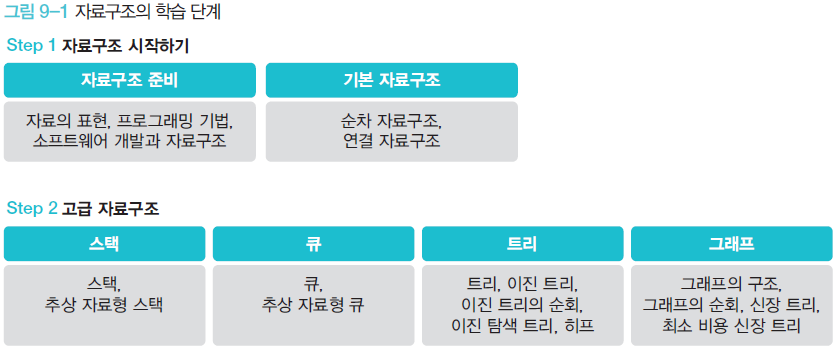 그림 9-1 자료구조의 학습 단계
Step 1 자료구조 시작하기
자료구조 준비
기본 자료구조
자료의 표현, 프로그래밍 기법,
소프트웨어 개발과 자료구조
순차 자료구조,
연결 자료구조
Step 2 고급 자료구조
스택
큐
트리
그래프
스택,
추상 자료형 스택
큐,
추상 자료형 큐
트리, 이진 트리,
이진 트리의 순회,
이진 탐색 트리, 히프
그래프의 구조,
그래프의 순회, 신장 트리,
최소 비용 신장 트리